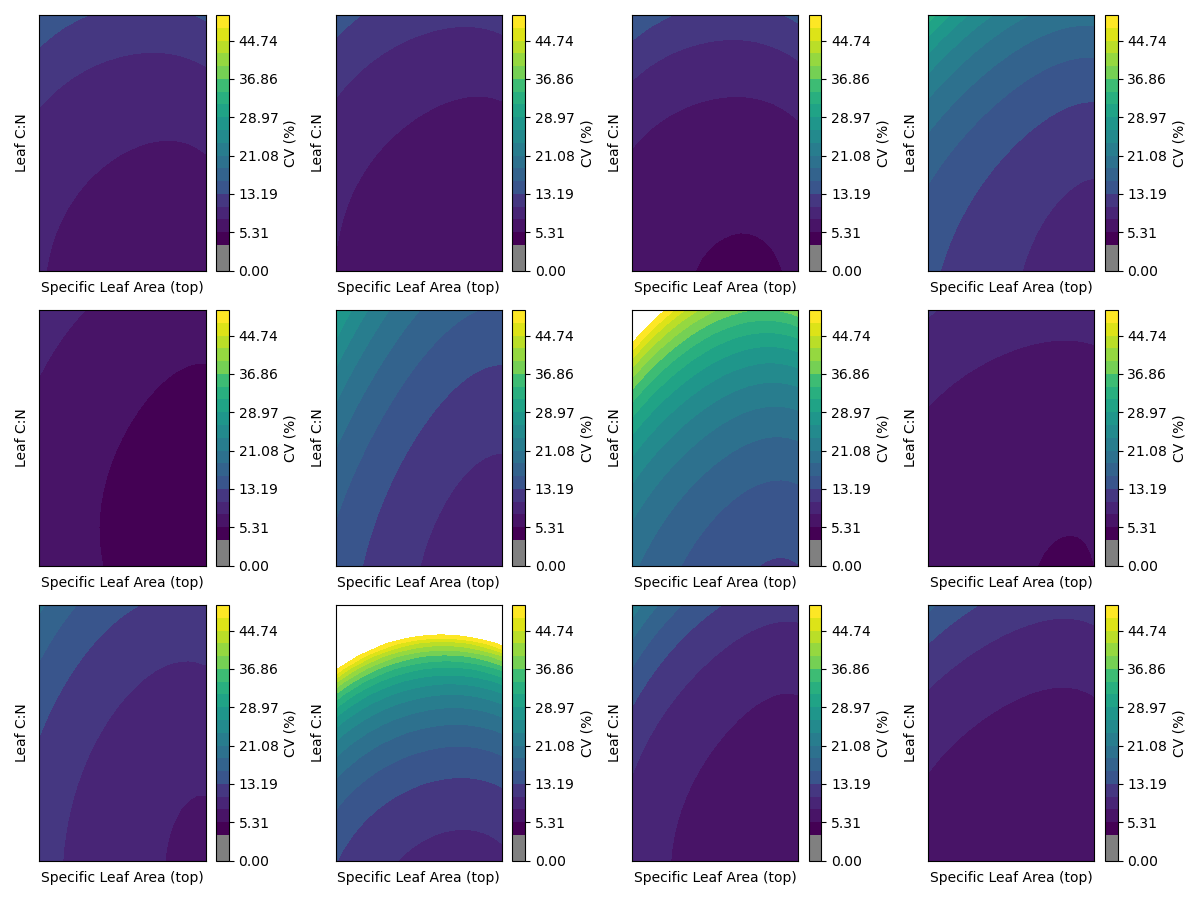 Leaf C:N
Specific Leaf Area (top)
44.74
36.86
28.97
21.08
13.19
5.31
0.00
CV (%)
Leaf C:N
Specific Leaf Area (top)
44.74
36.86
28.97
21.08
13.19
5.31
0.00
CV (%)
Leaf C:N
Specific Leaf Area (top)
44.74
36.86
28.97
21.08
13.19
5.31
0.00
CV (%)
Leaf C:N
Specific Leaf Area (top)
44.74
36.86
28.97
21.08
13.19
5.31
0.00
CV (%)
Leaf C:N
Specific Leaf Area (top)
44.74
36.86
28.97
21.08
13.19
5.31
0.00
CV (%)
Leaf C:N
Specific Leaf Area (top)
44.74
36.86
28.97
21.08
13.19
5.31
0.00
CV (%)
Leaf C:N
Specific Leaf Area (top)
44.74
36.86
28.97
21.08
13.19
5.31
0.00
CV (%)
Leaf C:N
Specific Leaf Area (top)
44.74
36.86
28.97
21.08
13.19
5.31
0.00
CV (%)
Leaf C:N
Specific Leaf Area (top)
44.74
36.86
28.97
21.08
13.19
5.31
0.00
CV (%)
Leaf C:N
Specific Leaf Area (top)
44.74
36.86
28.97
21.08
13.19
5.31
0.00
CV (%)
Leaf C:N
Specific Leaf Area (top)
44.74
36.86
28.97
21.08
13.19
5.31
0.00
CV (%)
Leaf C:N
Specific Leaf Area (top)
44.74
36.86
28.97
21.08
13.19
5.31
0.00
CV (%)